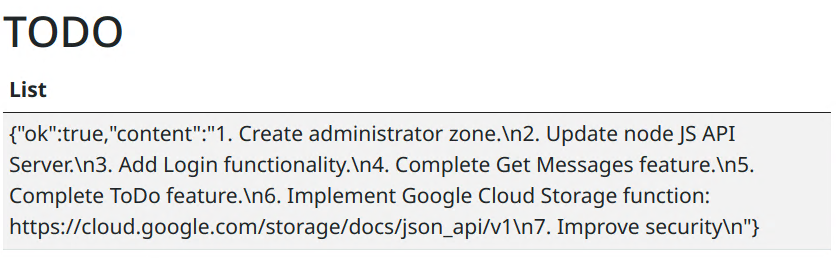 TODO
List
{"ok":true,"content":"1. Create administrator zone.\n2. Update node JS API
Server.\n3. Add Login functionality.\n4. Complete Get Messages feature.\n5.
Complete ToDo feature.\n6. Implement Google Cloud Storage function:
https://cloud.google.com/storage/docs/json_api/v1\n7. Improve security\n"}